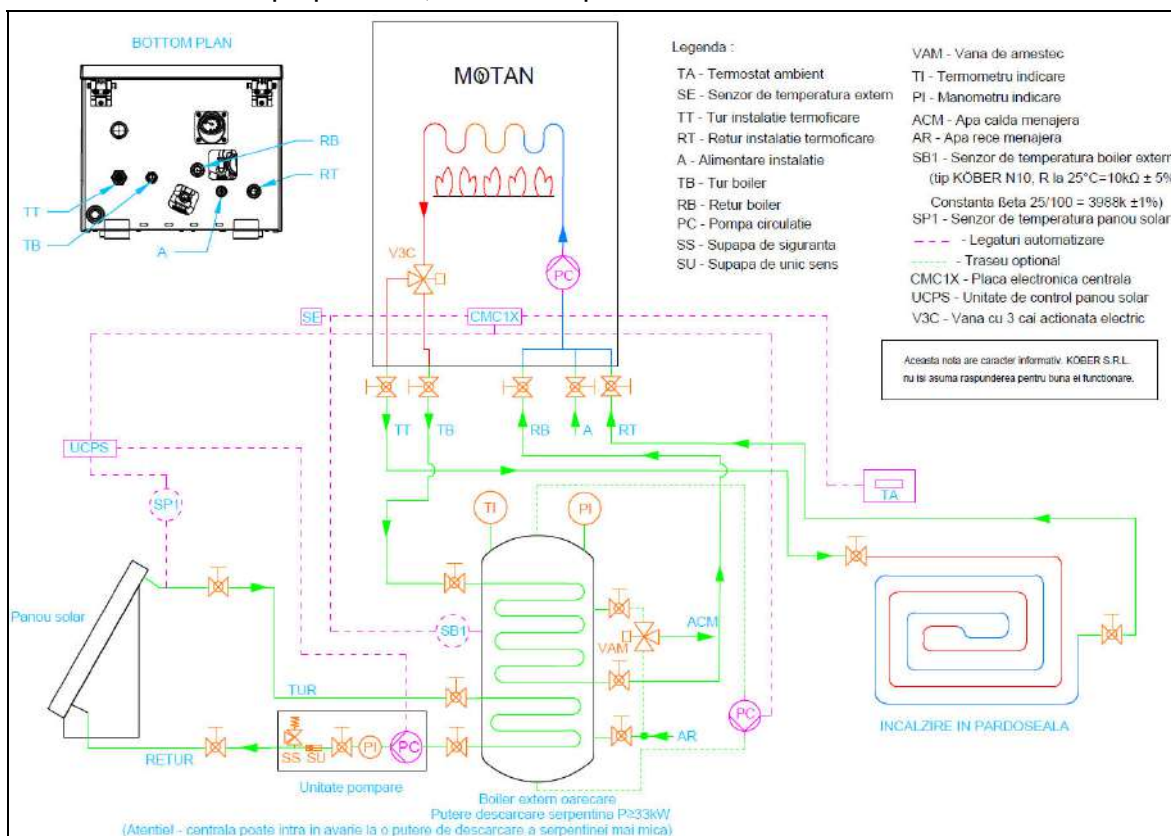 BOTTOM PLAN
RB
RT
TT
TB
A
MOTAN
V3C
PC
SE
CMC1X
TT
TB
RB
A
RT
UCPS
SP1
TA
TI
PI
Panou solar
SB1
VAM
ACM
TUR
PC
AR
RETUR
SS
SU
PI
PC
Unitate pompare
INCALZIRE IN PARDOSEALA
Boiler extern oarecare
Putere descarcare serpentina P≥33kW
(Atentie! - centrala poate intra in avarie la o putere de descarcare a serpentinei mai mica)
Legenda :
TA - Termostat ambient
SE - Senzor de temperatura extern
TT - Tur instalatie termoficare
RT - Retur instalatie termoficare
A - Alimentare instalatie
TB - Tur boiler
RB - Retur boiler
PC - Pompa circulatie
SS - Supapa de siguranta
SU - Supapa de unic sens
VAM - Vana de amestec
TI - Termometru indicare
PI - Manometru indicare
ACM - Apa calda menajera
AR - Apa rece menajera
SB1 - Senzor de temperatura boiler extern
(tip KOBER N10, R la 25°C=10kΩ ± 5%
Constanta ßeta 25/100 = 3988k ±1%)
SP1 - Senzor de temperatura panou solar
- Legaturi automatizare
- Traseu optional
CMC1X - Placa electronica centrala
UCPS - Unitate de control panou solar
V3C - Vana cu 3 cai actionata electric
Aceasta nota are caracter informativ. KÖBER S.R.L.
nu isi asuma raspunderea pentru buna ei functionare.